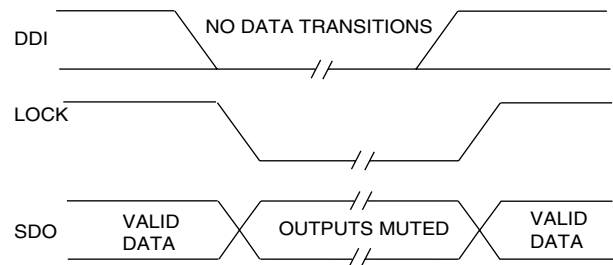 DDI
NO DATA TRANSITIONS
LOCK
SDO
VALID
DATA
OUTPUTS MUTED
VALID
DATA